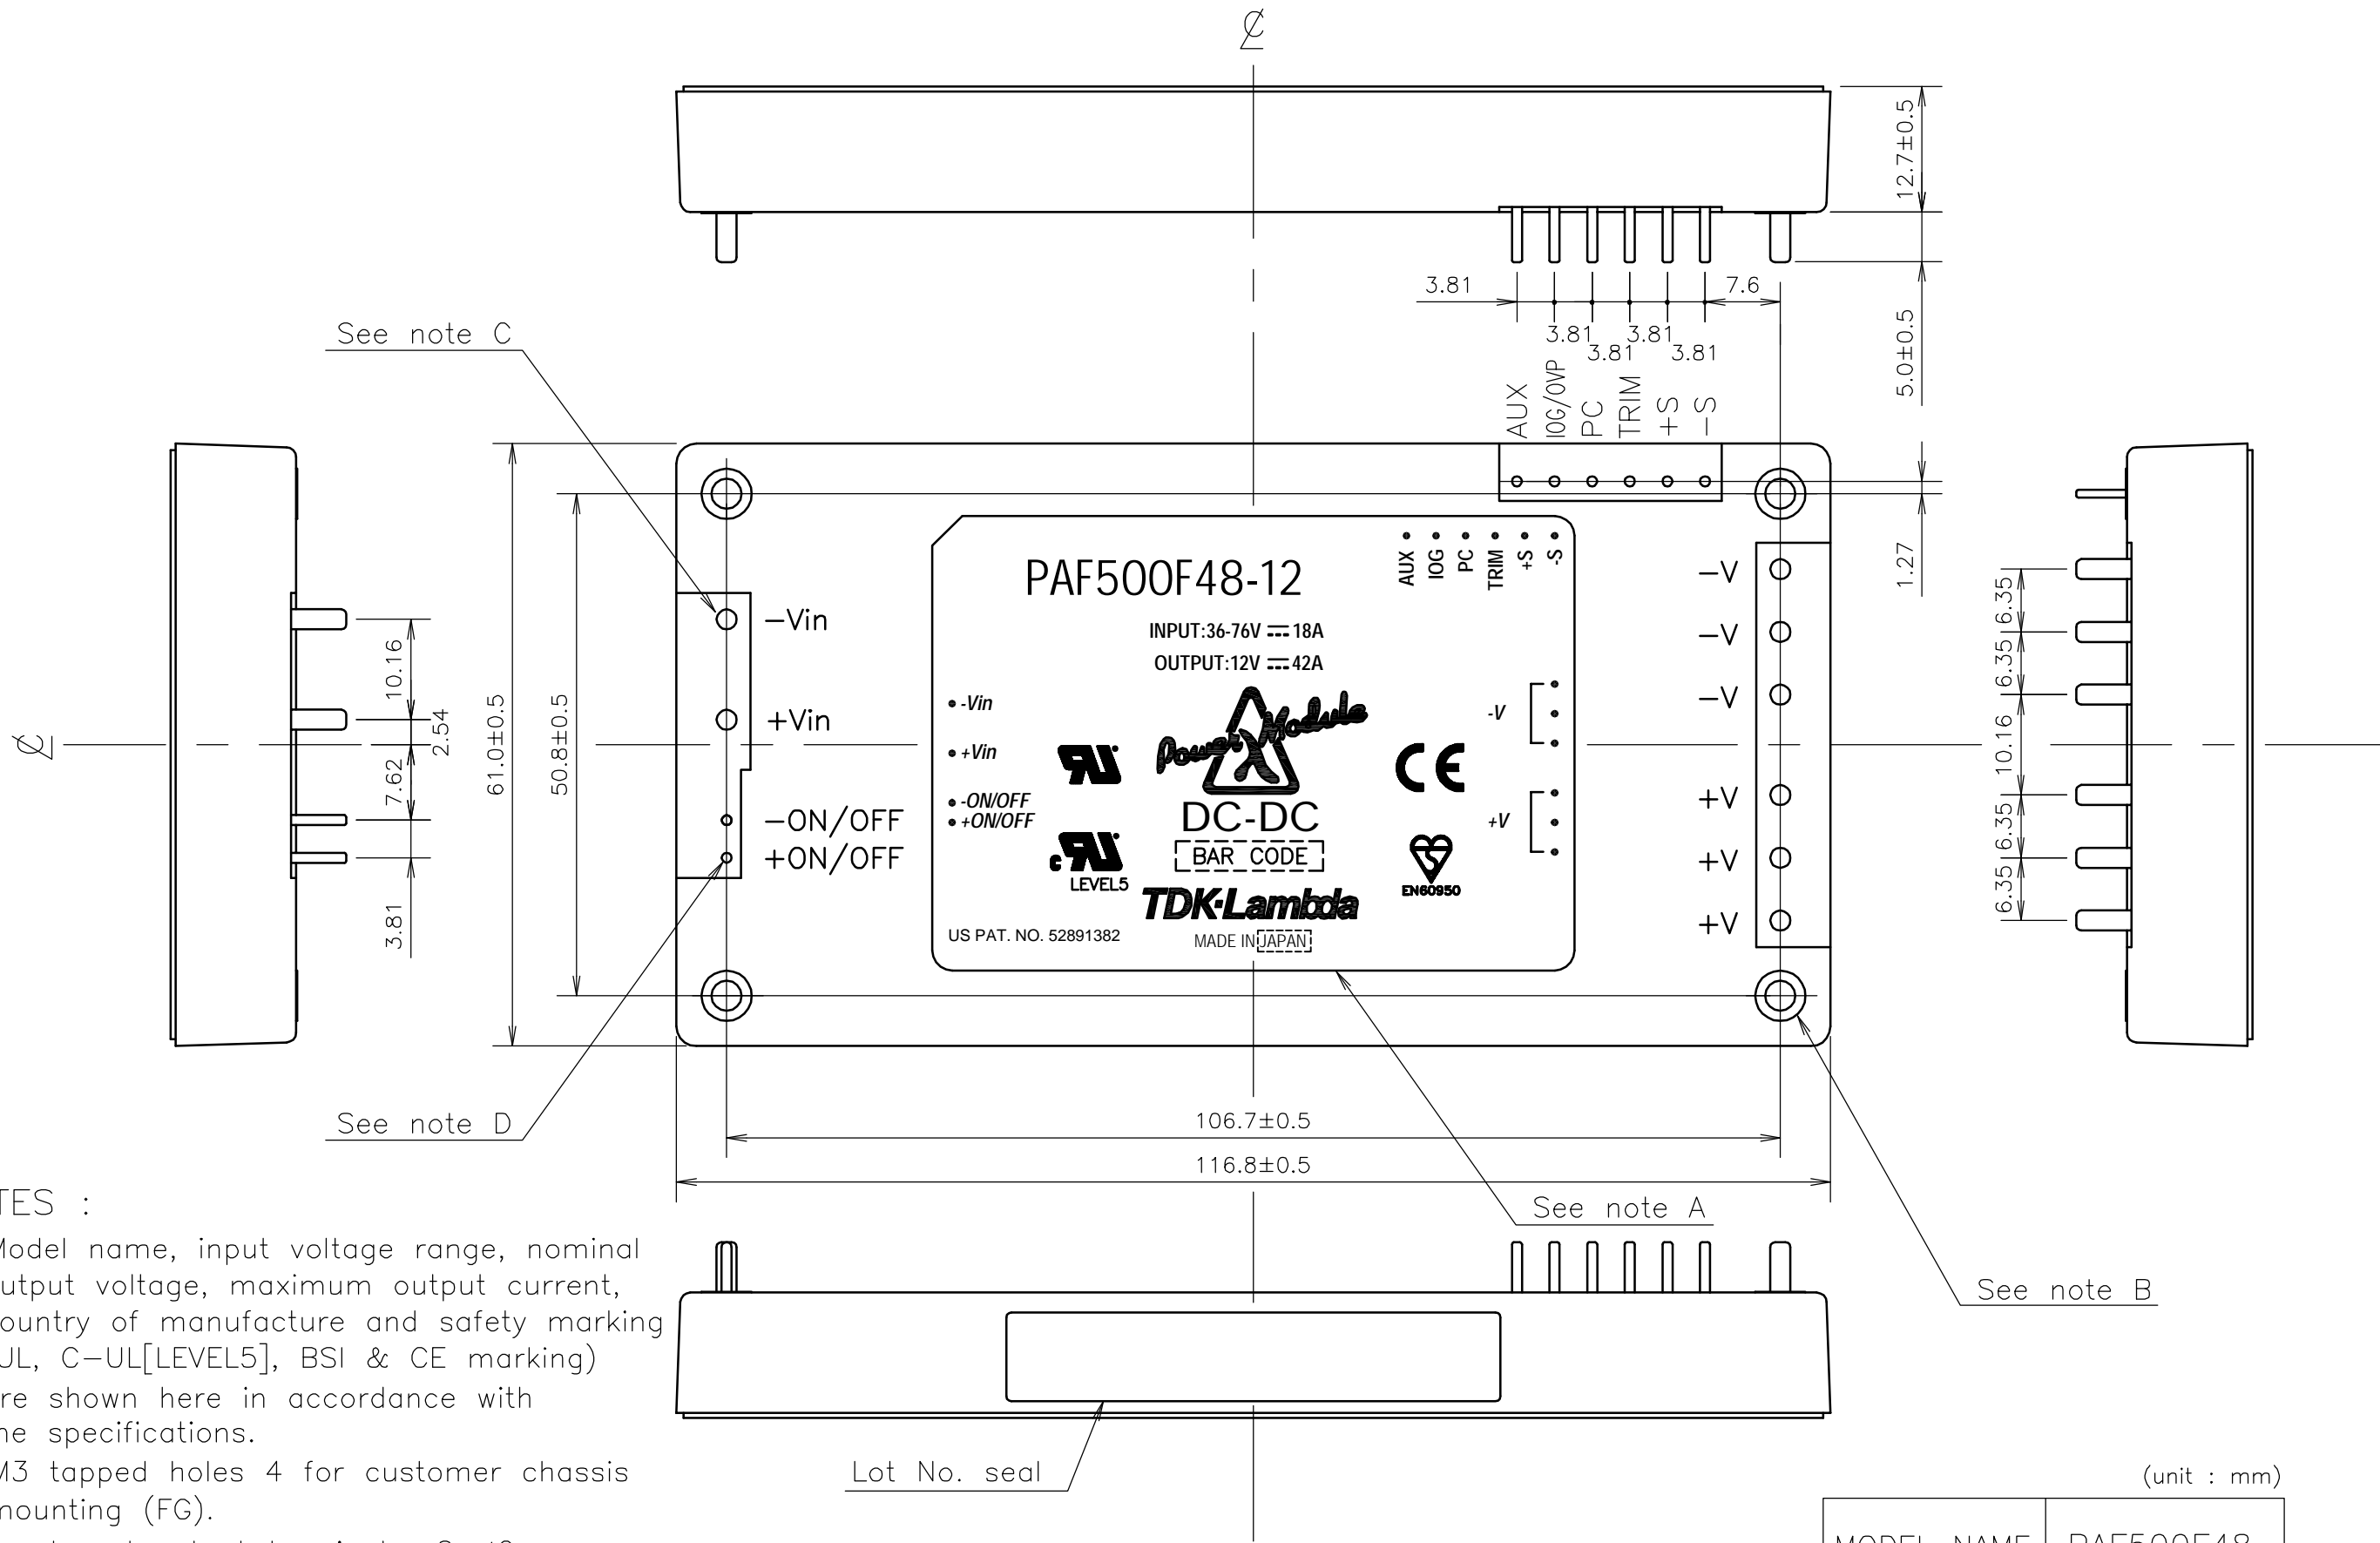 12.7±0.5
3.81
7.6
3.81
3.81
3.81
3.81
5.0±0.5
See note C
AUX
IOG/OVP
PC
TRIM
+S
-S
1.27
AUX
IOG
PC
TRIM
+S
-S
PAF500F48-12
INPUT:36-76V 18A
OUTPUT:12V 42A
-Vin
+Vin
-ON/OFF
+ON/OFF
-Vin
+Vin
-ON/OFF
+ON/OFF
-V
+V
-V
-V
-V
+V
+V
+V
Power Module
DC-DC
BAR CODE
TDK-Lambda
MADE IN JAPAN
US PAT. NO. 52891382
c
LEVEL5
CE
EN60950
10.16
2.54
7.62
3.81
61.0±0.5
50.8±0.5
6.35
6.35
10.16
6.35
6.35
See note D
106.7±0.5
116.8±0.5
See note A
See note B
TES :
Model name, input voltage range, nominal
utput voltage, maximum output current,
ountry of manufacture and safety marking
UL, C-UL[LEVEL5], BSI & CE marking)
re shown here in accordance with
he specifications.
M3 tapped holes 4 for customer chassis
mounting (FG).
Lot No. seal
(unit : mm)
MODEL NAME
PAF500F48